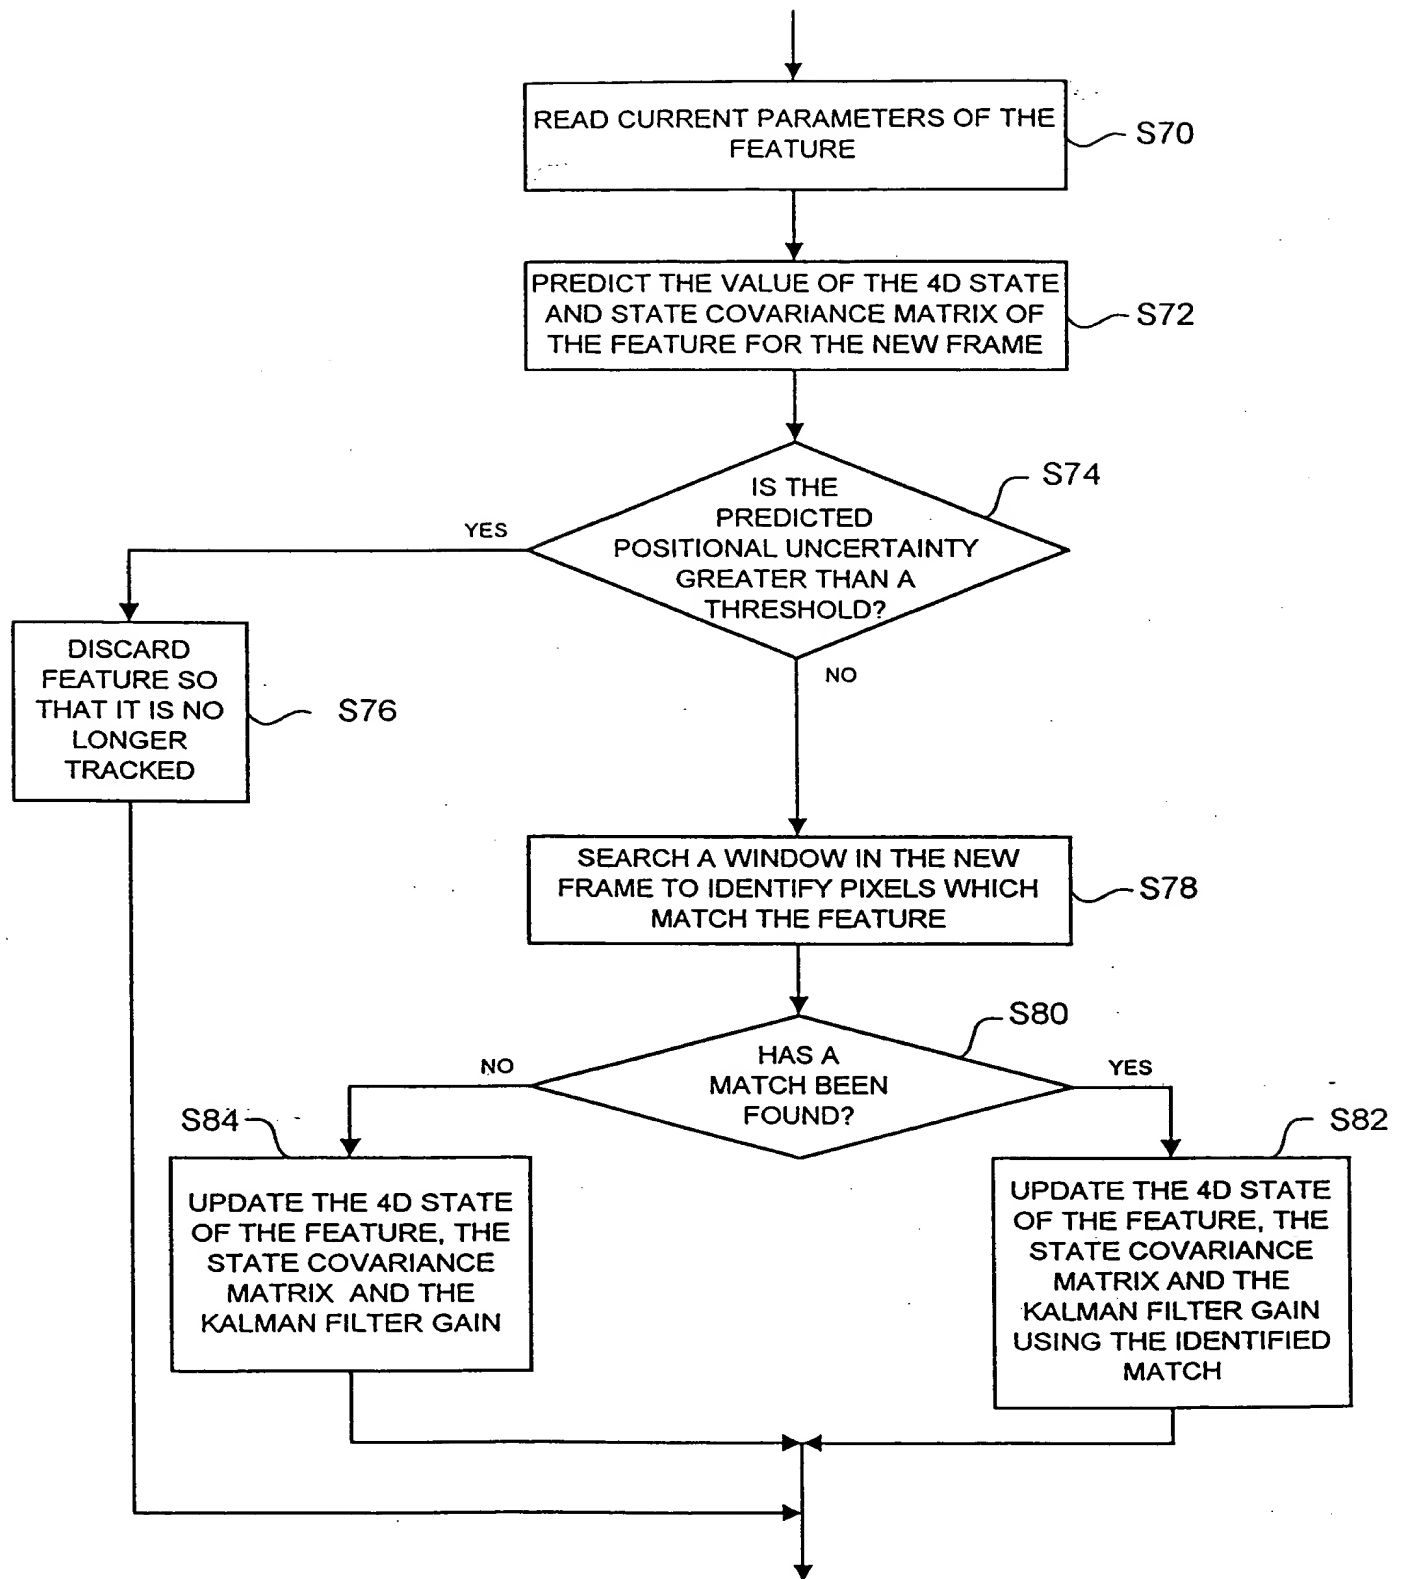 READ CURRENT PARAMETERS OF THE
FEATURE
S70
PREDICT THE VALUE OF THE 4D STATE
AND STATE COVARIANCE MATRIX OF
THE FEATURE FOR THE NEW FRAME
S72
IS THE
PREDICTED
POSITIONAL UNCERTAINTY
GREATER THAN A
THRESHOLD?
S74
YES
NO
DISCARD
FEATURE SO
THAT IT IS NO
LONGER
TRACKED
S76
SEARCH A WINDOW IN THE NEW
FRAME TO IDENTIFY PIXELS WHICH
MATCH THE FEATURE
S78
HAS A
MATCH BEEN
FOUND?
S80
NO
YES
S84
UPDATE THE 4D STATE
OF THE FEATURE, THE
STATE COVARIANCE
MATRIX AND THE
KALMAN FILTER GAIN
S82
UPDATE THE 4D STATE
OF THE FEATURE, THE
STATE COVARIANCE
MATRIX AND THE
KALMAN FILTER GAIN
USING THE IDENTIFIED
MATCH